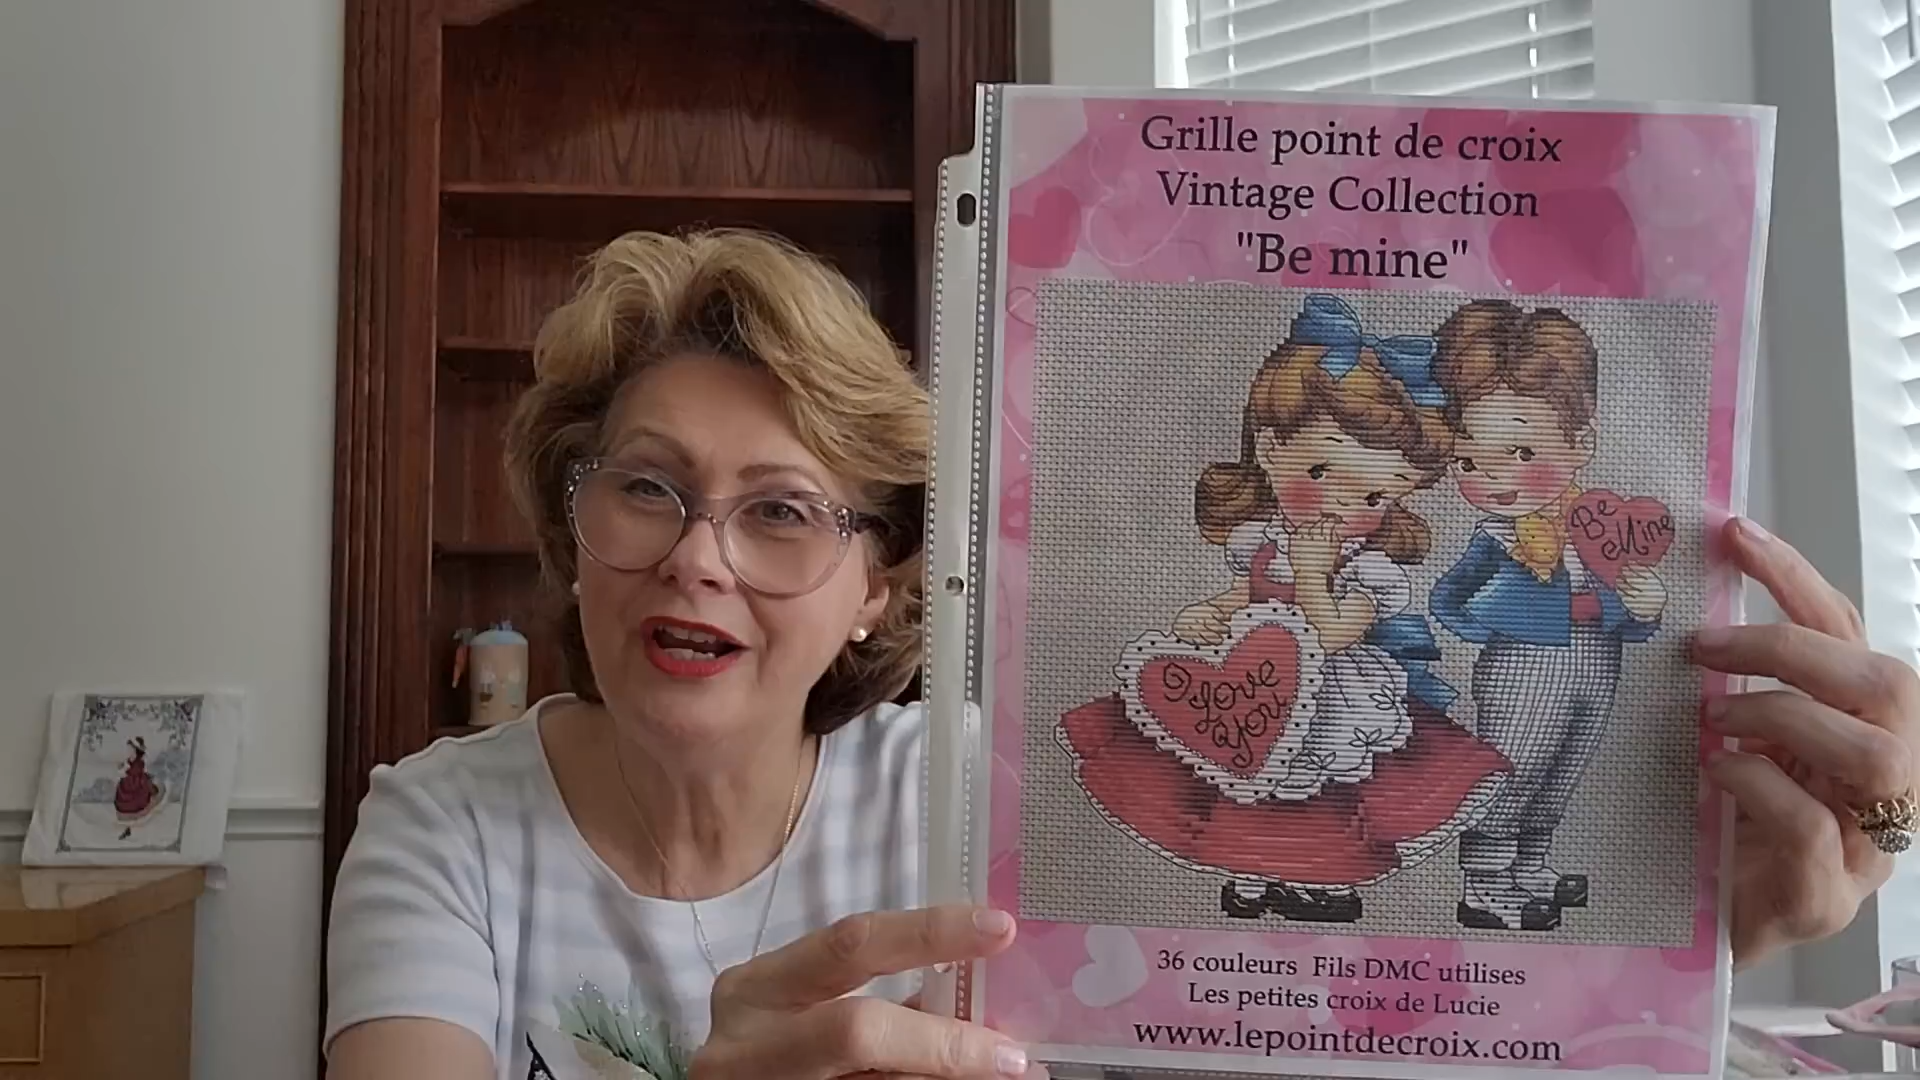 Grille point de croix
Vintage Collection
"Be mine"
Be
Mine
I Love
You
36 couleurs Fils DMC utilises
Les petites croix de Lucie
www.lepointdecroix.com